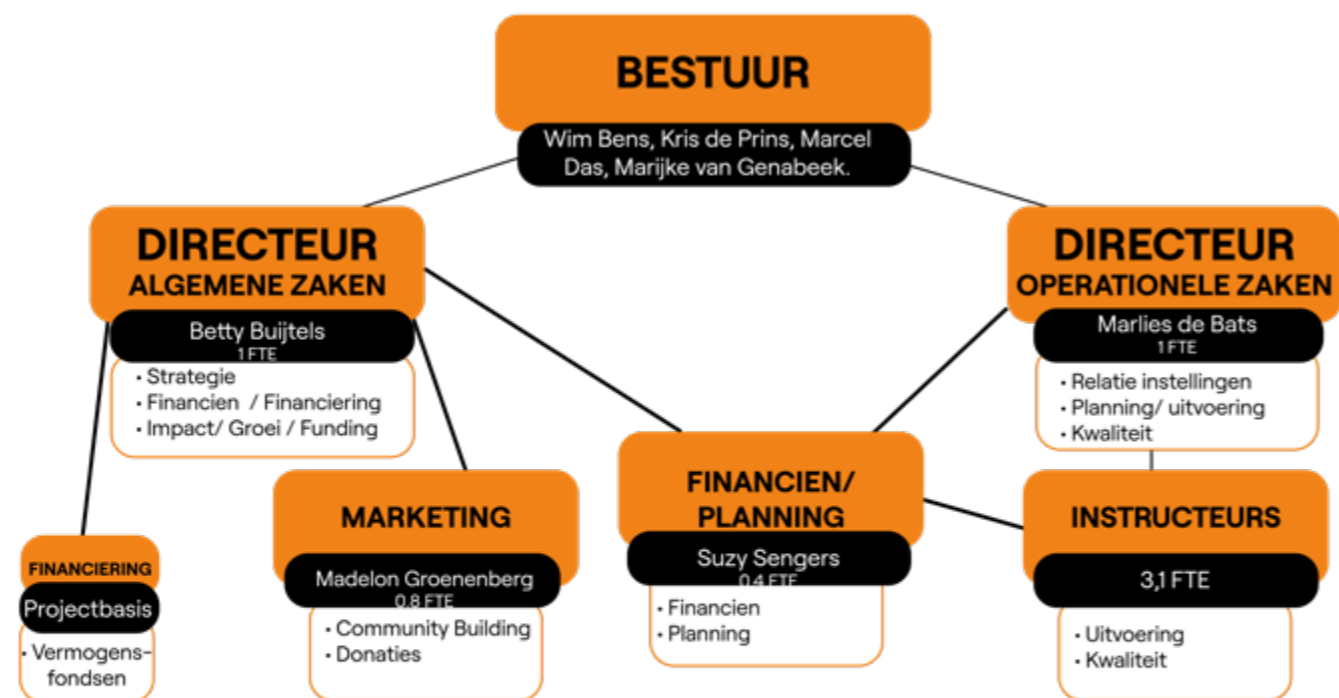 BESTUUR
Wim Bens, Kris de Prins, Marcel
Das, Marijke van Genabeek.
DIRECTEUR
ALGEMENE ZAKEN
Betty Buijtels
1 FTE
• Strategie
• Financien / Financiering
• Impact/ Groei / Funding
DIRECTEUR
OPERATIONELE ZAKEN
Marlies de Bats
1 FTE
• Relatie instellingen
• Planning/ uitvoering
• Kwaliteit
FINANCIERING
Projectbasis
• Vermogens-
fondsen
MARKETING
Madelon Groenenberg
0.8 FTE
• Community Building
• Donaties
FINANCIEN/
PLANNING
Suzy Sengers
0.4 FTE
• Financien
• Planning
INSTRUCTEURS
3,1 FTE
• Uitvoering
• Kwaliteit